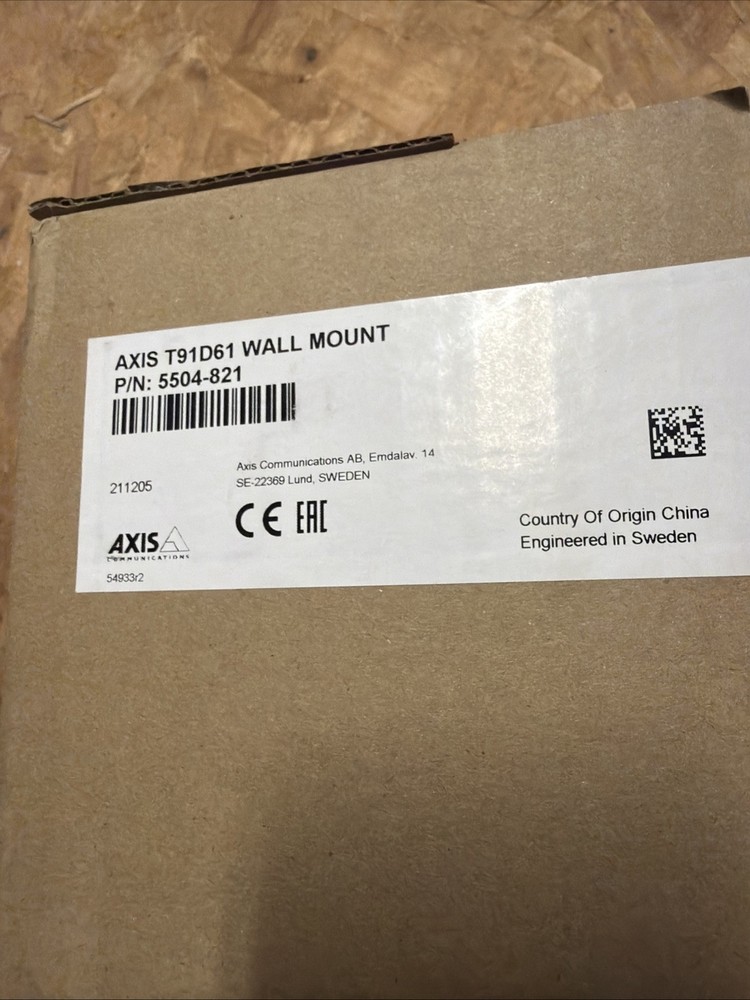 AXIS T91D61 WALL MOUNT
P/N: 5504-821
211205
Axis Communications AB, Emdalav. 14
SE-22369 Lund, SWEDEN
CE EAC
AXIS
COMMUNICATIONS
54933r2
Country Of Origin China
Engineered in Sweden